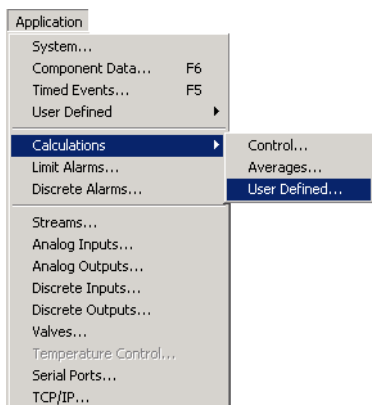 Application
System...
Component Data... F6
Timed Events... F5
User Defined
Calculations
Control...
Limit Alarms...
Averages...
Discrete Alarms...
User Defined...
Streams...
Analog Inputs...
Analog Outputs...
Discrete Inputs...
Discrete Outputs...
Valves...
Temperature Control...
Serial Ports...
TCP/IP...